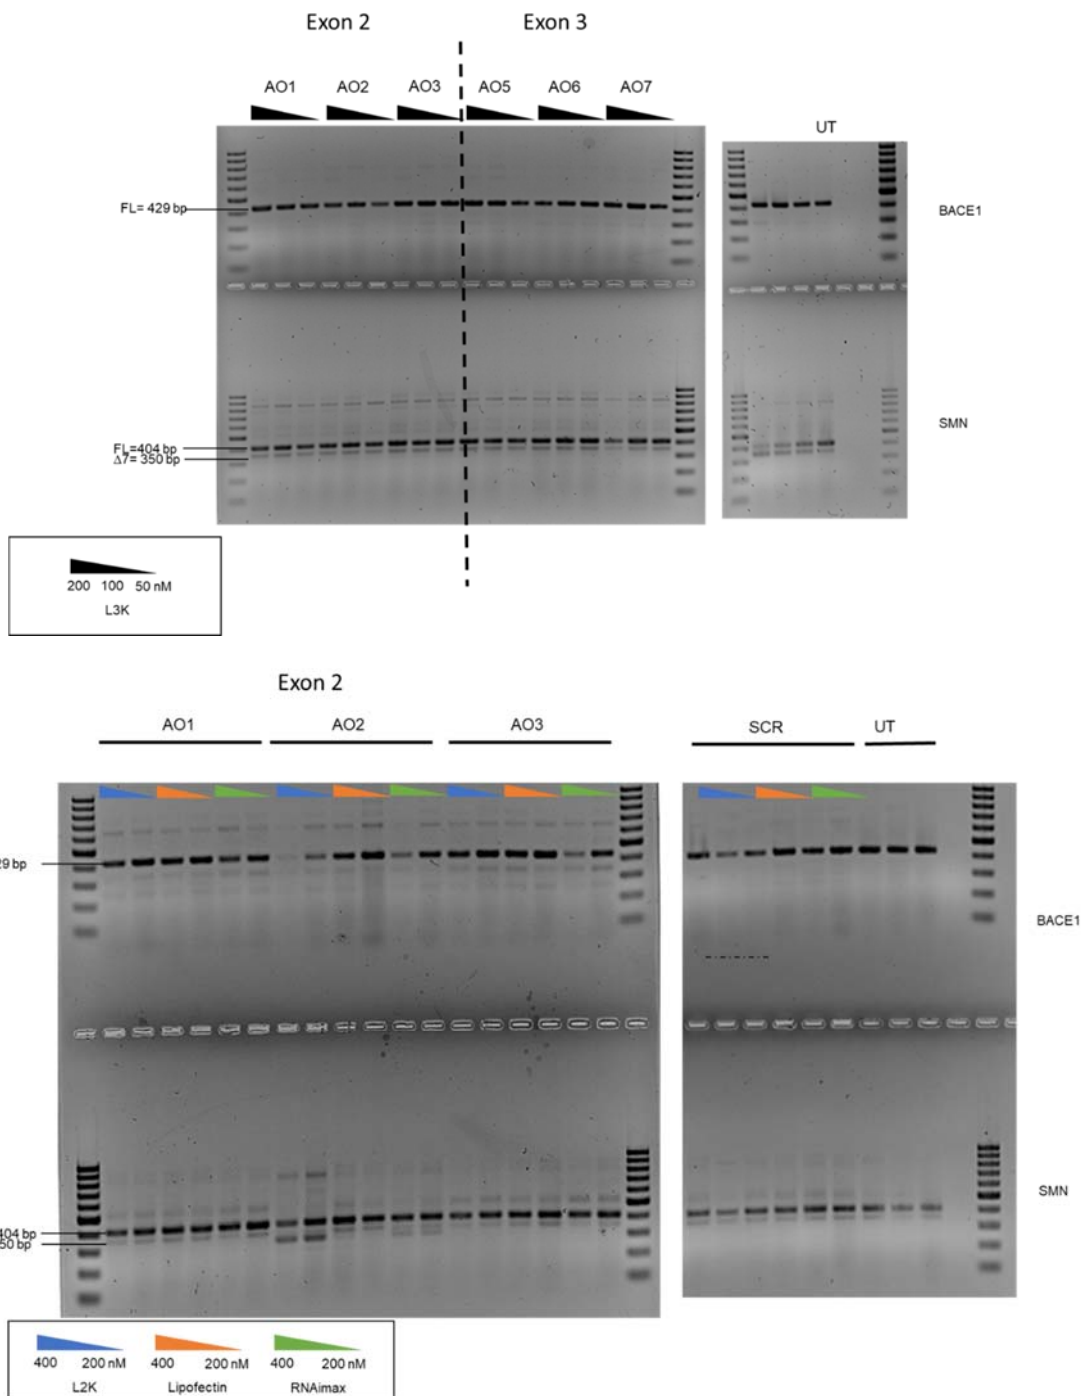 Exon 2 Exon 3
AO1 AO2 AO3 AO5 AO6 AO7
UT
FL= 429 bp
BACE1
SMN
FL=404 bp
Δ7= 350 bp
200 100 50 nM
L3K
Exon 2
AO1 AO2 AO3 SCR UT
29 bp
BACE1
SMN
404 bp
50 bp
400 200 nM 400 200 nM 400 200 nM
L2K Lipofectin RNAimax